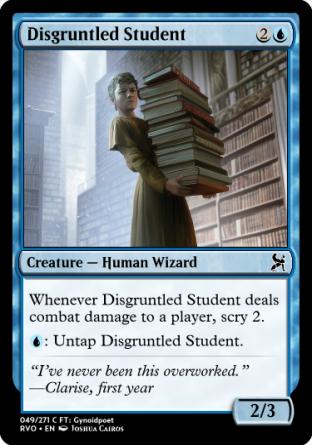 Disgruntled Student 2
Creature — Human Wizard
Whenever Disgruntled Student deals
combat damage to a player, scry 2.
: Untap Disgruntled Student.
“I’ve never been this overworked.”
—Clarise, first year
2/3
049/271 C FT: Gynoidpoet
RVO • EN Joshua Cairos